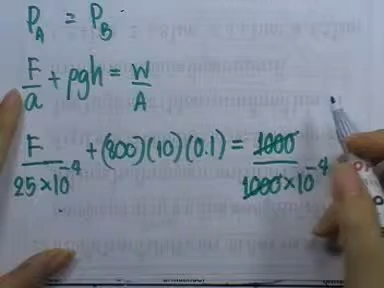 P_A = P_B
F/a + ρgh = W/A
F/25×10⁻⁴ + (800)(10)(0.1) = 1000/1000×10⁻⁴